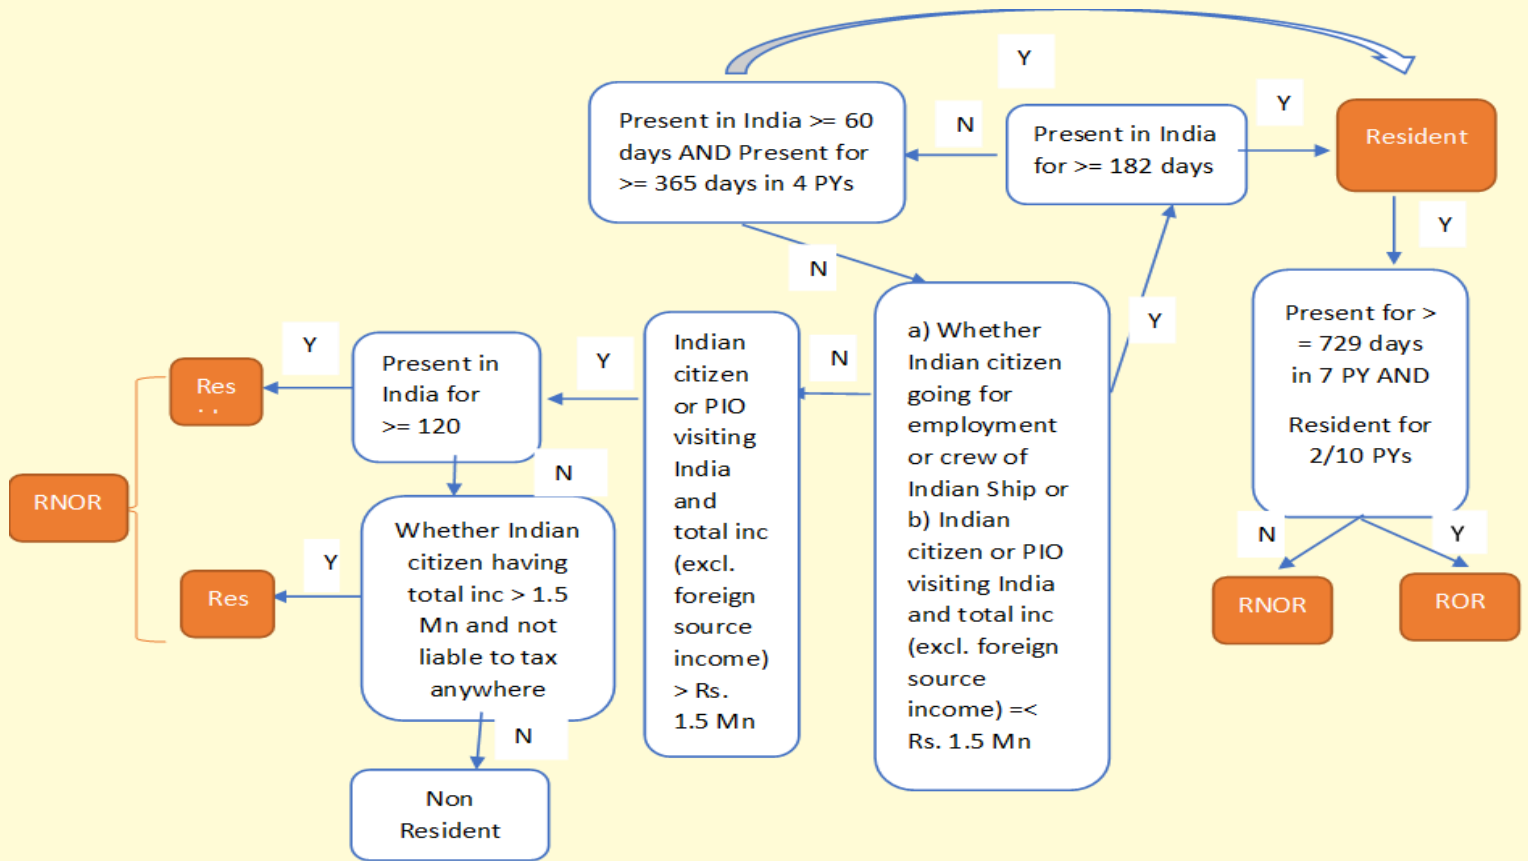 Y
Present in India >= 60
days AND Present for
>= 365 days in 4 PYs
N
Present in India
for >= 182 days
Y
Resident
Y
N
Y
Present for >
= 729 days
in 7 PY AND
Resident for
2/10 PYs
N
Y
RNOR
ROR
a) Whether
Indian citizen
going for
employment
or crew of
Indian Ship or
b) Indian
citizen or PIO
visiting India
and total inc
(excl. foreign
source
income) =<
Rs. 1.5 Mn
N
Indian
citizen
or PIO
visiting
India
and
total inc
(excl.
foreign
source
income)
> Rs.
1.5 Mn
Y
Present in
India for
>= 120
Y
Res
N
Whether Indian
citizen having
total inc > 1.5
Mn and not
liable to tax
anywhere
Y
Res
RNOR
N
Non
Resident